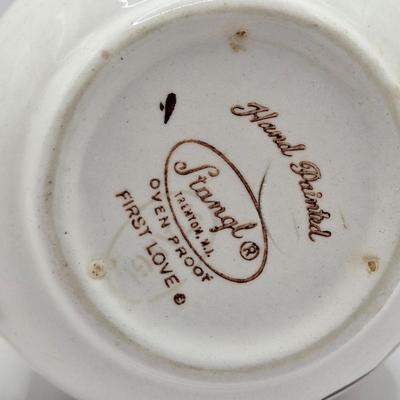 Hand Painted
Stangl®
TRENTON, N.J.
OVEN PROOF
FIRST LOVE